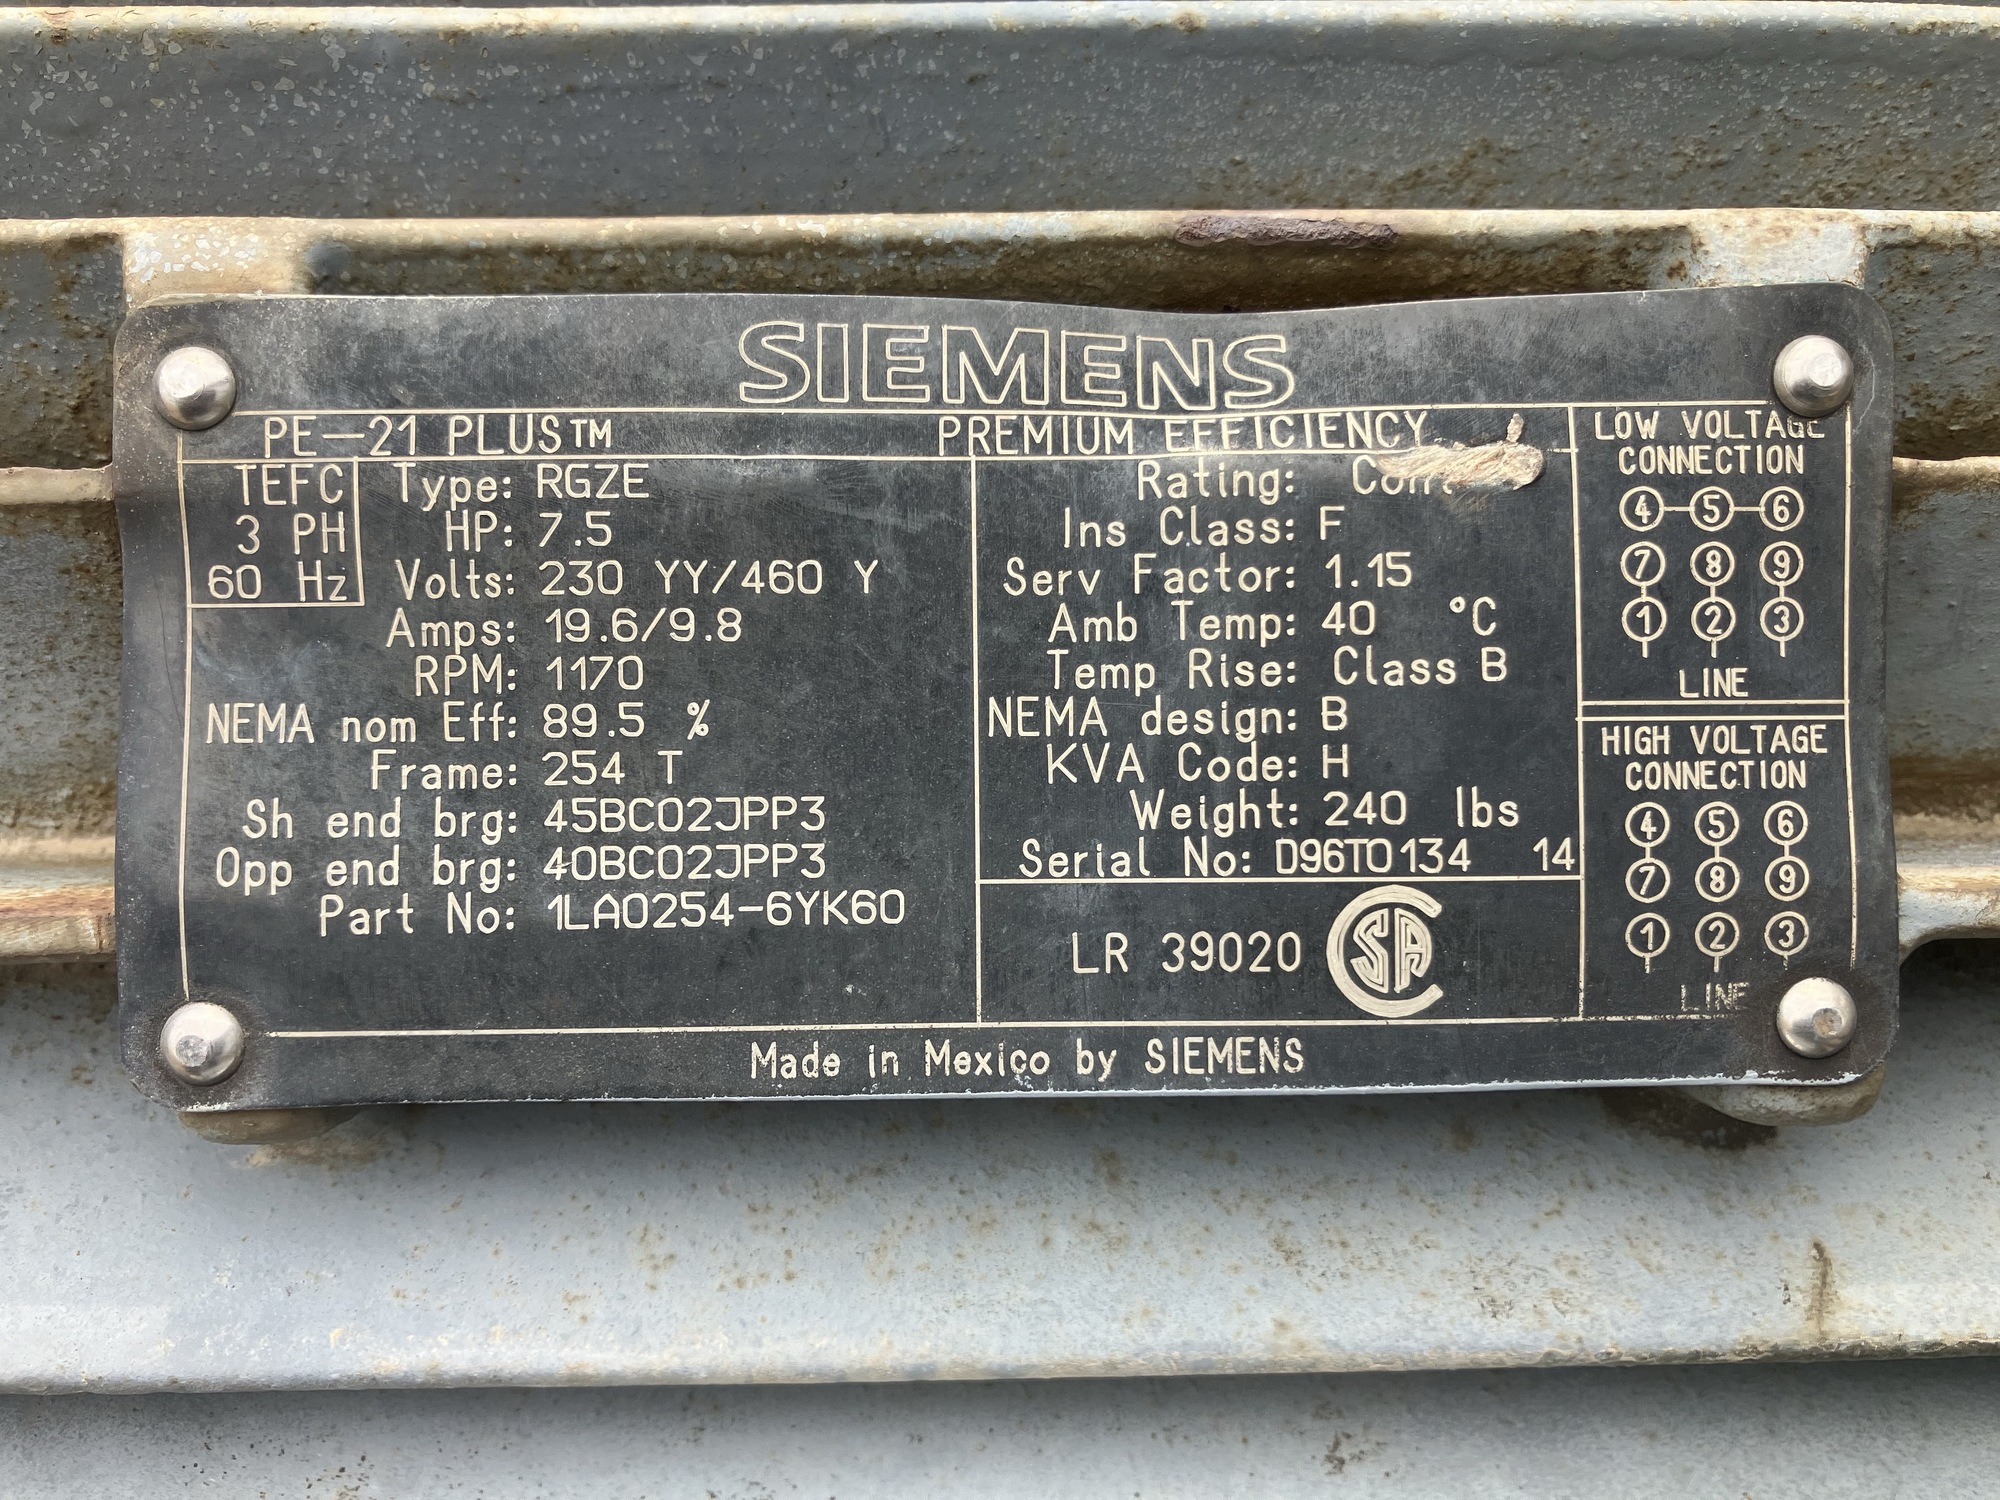 SIEMENS
PE-21 PLUS™ PREMIUM EFFICIENCY
TEFC
3 PH
60 Hz
Type: RGZE
HP: 7.5
Volts: 230 YY/460 Y
Amps: 19.6/9.8
RPM: 1170
NEMA nom Eff: 89.5 %
Frame: 254 T
Sh end brg: 45BC02JPP3
Opp end brg: 40BC02JPP3
Part No: 1LA0254-6YK60
Rating:
Ins Class: F
Serv Factor: 1.15
Amb Temp: 40 °C
Temp Rise: Class B
NEMA design: B
KVA Code: H
Weight: 240 lbs
Serial No: D96T0134 14
LR 39020 CSA
LOW VOLTAGE
CONNECTION
4 5 6
7 8 9
1 2 3
LINE
HIGH VOLTAGE
CONNECTION
4 5 6
7 8 9
1 2 3
LINE
Made in Mexico by SIEMENS